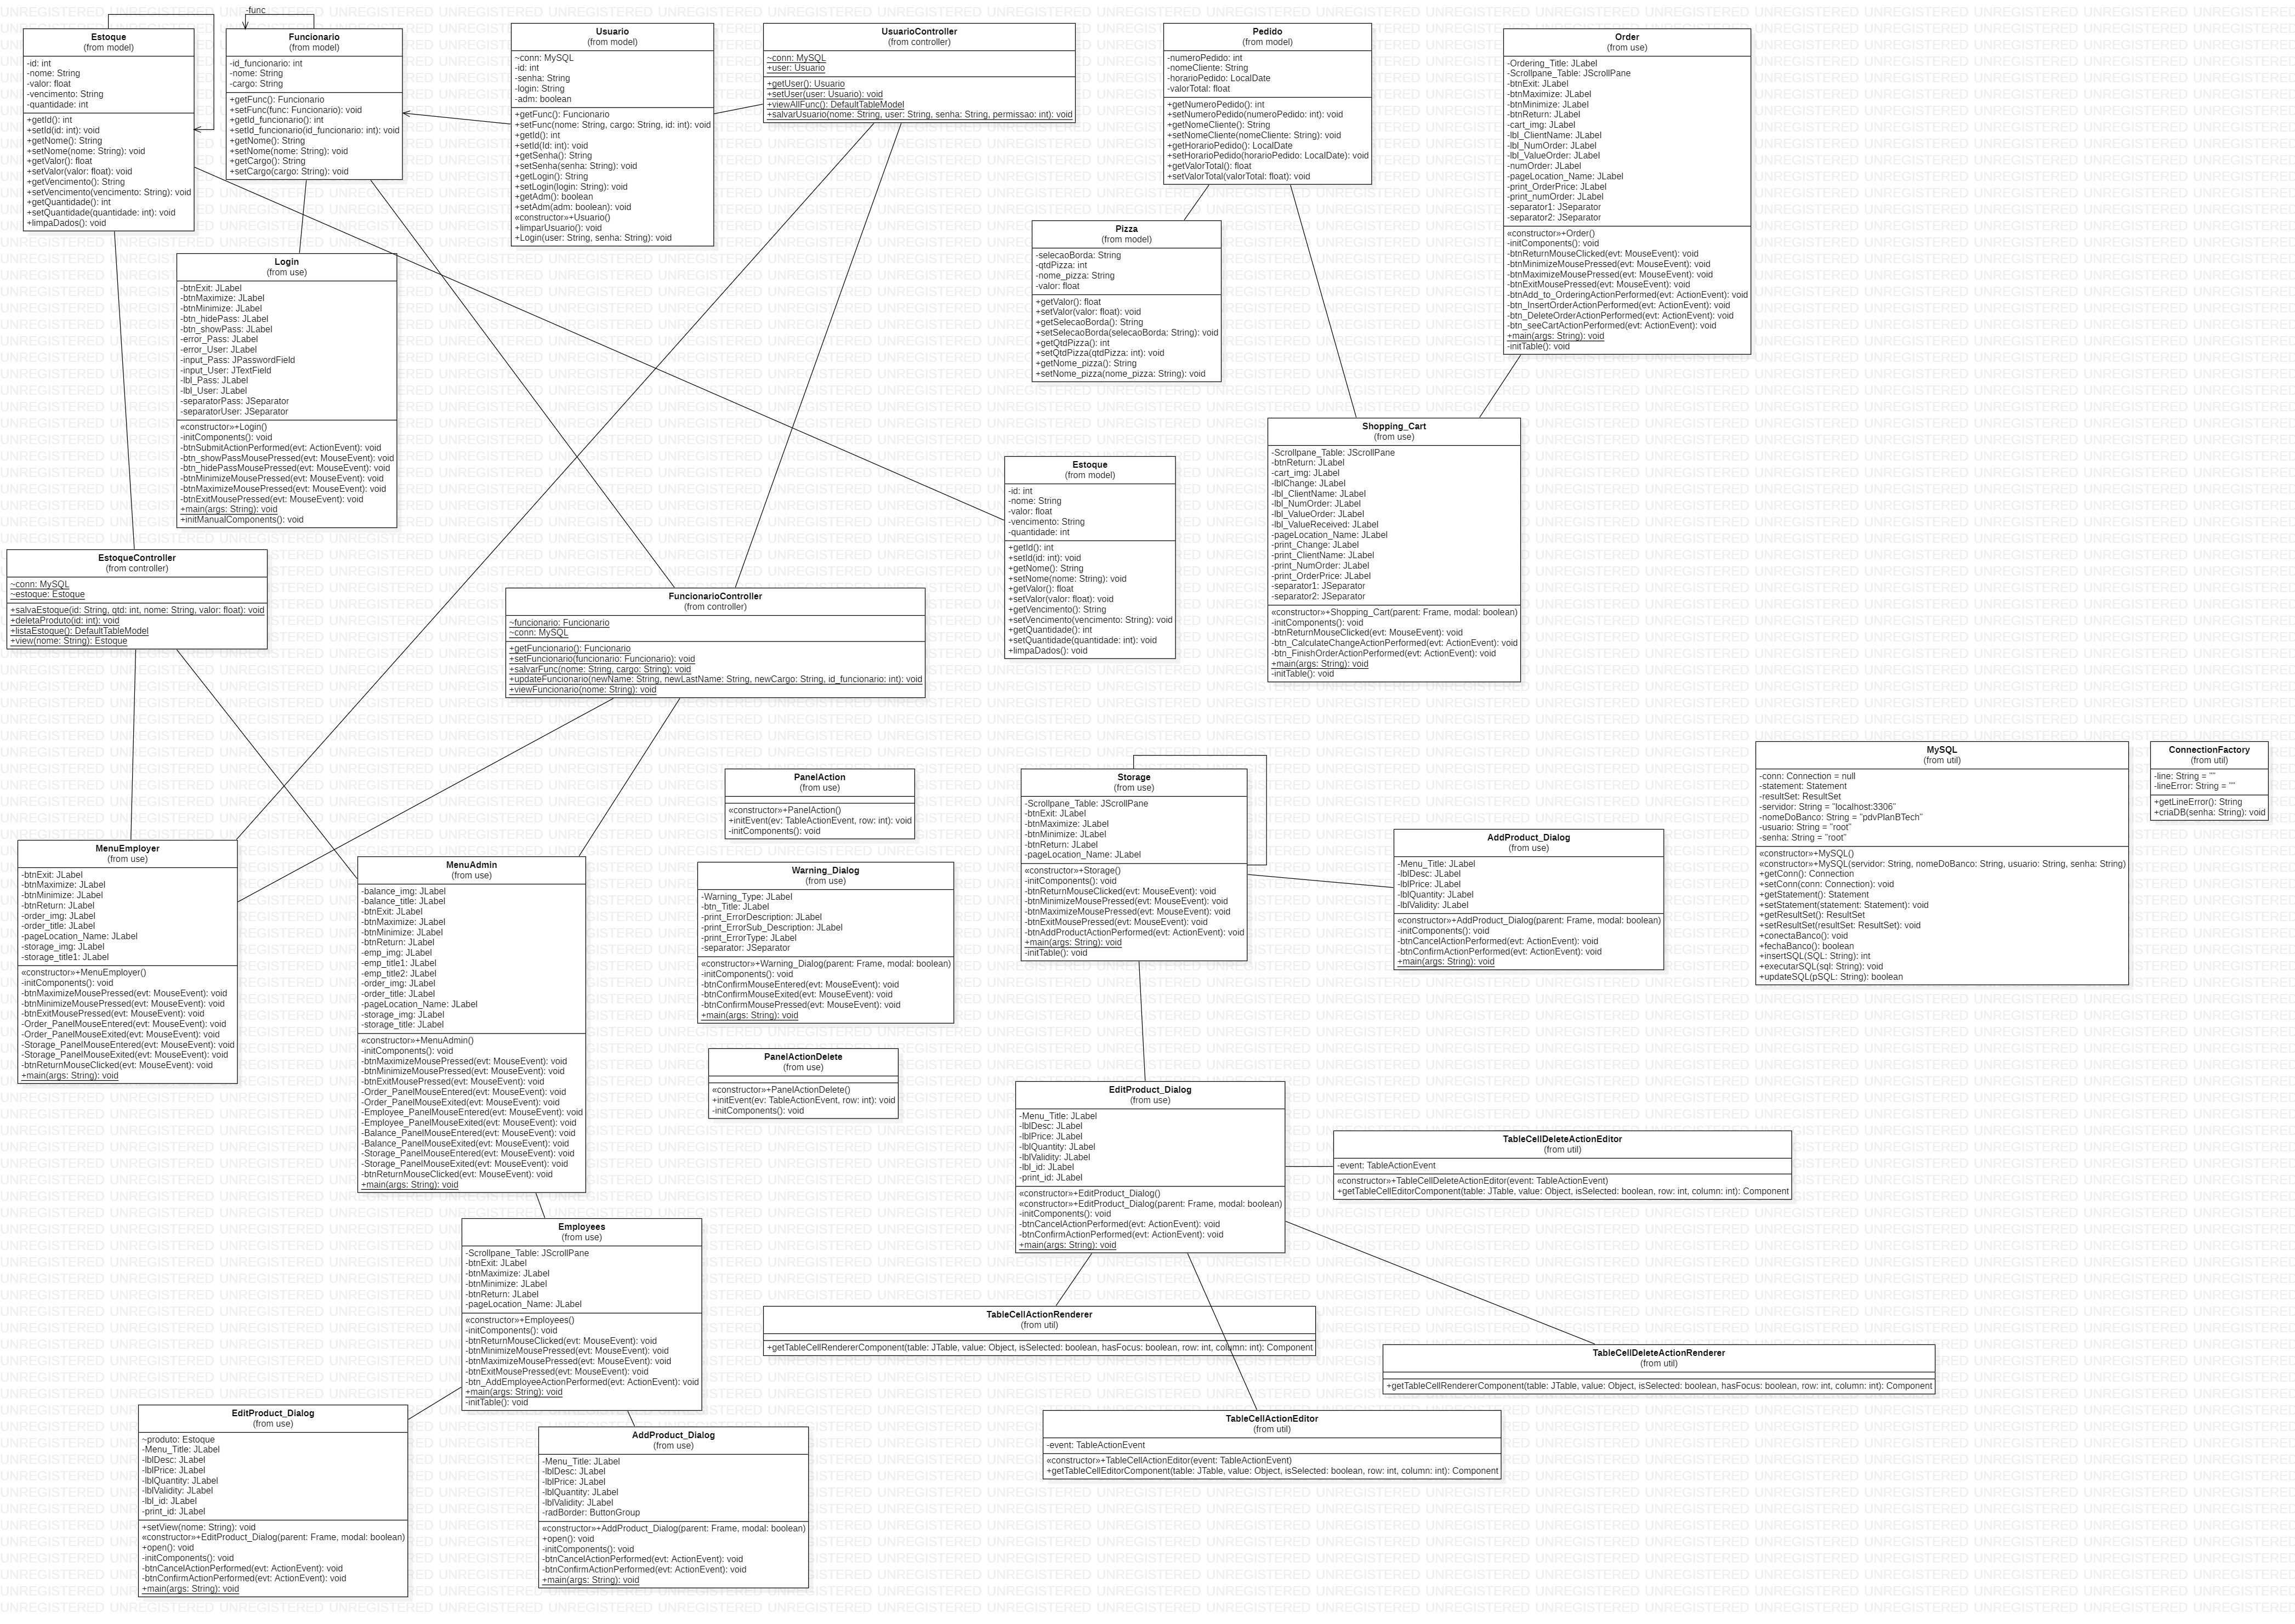 -func
Estoque
(from model)
-id: int
-nome: String
-valor: float
-vencimento: String
-quantidade: int
+getId(): int
+setId(id: int): void
+getNome(): String
+setNome(nome: String): void
+getValor(): float
+setValor(valor: float): void
+getVencimento(): String
+setVencimento(vencimento: String): void
+getQuantidade(): int
+setQuantidade(quantidade: int): void
+limpaDados(): void
Funcionario
(from model)
-id_funcionario: int
-nome: String
-cargo: String
+getFunc(): Funcionario
+setFunc(func: Funcionario): void
+getId_funcionario(): int
+setId_funcionario(id_funcionario: int): void
+getNome(): String
+setNome(nome: String): void
+getCargo(): String
+setCargo(cargo: String): void
Usuario
(from model)
~conn: MySQL
-id: int
-senha: String
-login: String
-adm: boolean
+getFunc(): Funcionario
+setFunc(nome: String, cargo: String, id: int): void
+getId(): int
+setId(Id: int): void
+getSenha(): String
+setSenha(senha: String): void
+getLogin(): String
+setLogin(login: String): void
+getAdm(): boolean
+setAdm(adm: boolean): void
«constructor»+Usuario()
+limparUsuario(): void
+Login(user: String, senha: String): void
UsuarioController
(from controller)
~conn: MySQL
+user: Usuario
+getUser(): Usuario
+setUser(user: Usuario): void
+viewAllFunc(): DefaultTableModel
+salvarUsuario(nome: String, user: String, senha: String, permissao: int): void
Pedido
(from model)
-numeroPedido: int
-nomeCliente: String
-horarioPedido: LocalDate
-valorTotal: float
+getNumeroPedido(): int
+setNumeroPedido(numeroPedido: int): void
+getNomeCliente(): String
+setNomeCliente(nomeCliente: String): void
+getHorarioPedido(): LocalDate
+setHorarioPedido(horarioPedido: LocalDate): void
+getValorTotal(): float
+setValorTotal(valorTotal: float): void
Order
(from use)
-Ordering_Title: JLabel
-Scrollpane_Table: JScrollPane
-btnExit: JLabel
-btnMaximize: JLabel
-btnMinimize: JLabel
-btnReturn: JLabel
-cart_img: JLabel
-lbl_ClientName: JLabel
-lbl_NumOrder: JLabel
-lbl_ValueOrder: JLabel
-numOrder: JLabel
-pageLocation_Name: JLabel
-print_OrderPrice: JLabel
-print_numOrder: JLabel
-separator1: JSeparator
-separator2: JSeparator
«constructor»+Order()
-initComponents(): void
-btnReturnMouseClicked(evt: MouseEvent): void
-btnMinimizeMousePressed(evt: MouseEvent): void
-btnMaximizeMousePressed(evt: MouseEvent): void
-btnExitMousePressed(evt: MouseEvent): void
-btnAdd_to_OrderingActionPerformed(evt: ActionEvent): void
-btn_InsertOrderActionPerformed(evt: ActionEvent): void
-btn_DeleteOrderActionPerformed(evt: ActionEvent): void
-btn_seeCartActionPerformed(evt: ActionEvent): void
+main(args: String): void
-initTable(): void
Pizza
(from model)
-selecaoBorda: String
-qtdPizza: int
-nome_pizza: String
-valor: float
+getValor(): float
+setValor(valor: float): void
+getSelecaoBorda(): String
+setSelecaoBorda(selecaoBorda: String): void
+getQtdPizza(): int
+setQtdPizza(qtdPizza: int): void
+getNome_pizza(): String
+setNome_pizza(nome_pizza: String): void
Login
(from use)
-btnExit: JLabel
-btnMaximize: JLabel
-btnMinimize: JLabel
-btn_hidePass: JLabel
-btn_showPass: JLabel
-error_Pass: JLabel
-error_User: JLabel
-input_Pass: JPasswordField
-input_User: JTextField
-lbl_Pass: JLabel
-lbl_User: JLabel
-separatorPass: JSeparator
-separatorUser: JSeparator
«constructor»+Login()
-initComponents(): void
-btnSubmitActionPerformed(evt: ActionEvent): void
-btn_showPassMousePressed(evt: MouseEvent): void
-btn_hidePassMousePressed(evt: MouseEvent): void
-btnMinimizeMousePressed(evt: MouseEvent): void
-btnMaximizeMousePressed(evt: MouseEvent): void
-btnExitMousePressed(evt: MouseEvent): void
+main(args: String): void
+initManualComponents(): void
Shopping_Cart
(from use)
-Scrollpane_Table: JScrollPane
-btnReturn: JLabel
-cart_img: JLabel
-lblChange: JLabel
-lbl_ClientName: JLabel
-lbl_NumOrder: JLabel
-lbl_ValueOrder: JLabel
-lbl_ValueReceived: JLabel
-pageLocation_Name: JLabel
-print_Change: JLabel
-print_ClientName: JLabel
-print_NumOrder: JLabel
-print_OrderPrice: JLabel
-separator1: JSeparator
-separator2: JSeparator
«constructor»+Shopping_Cart(parent: Frame, modal: boolean)
-initComponents(): void
-btnReturnMouseClicked(evt: MouseEvent): void
-btn_CalculateChangeActionPerformed(evt: ActionEvent): void
-btn_FinishOrderActionPerformed(evt: ActionEvent): void
+main(args: String): void
-initTable(): void
Estoque
(from model)
-id: int
-nome: String
-valor: float
-vencimento: String
-quantidade: int
+getId(): int
+setId(id: int): void
+getNome(): String
+setNome(nome: String): void
+getValor(): float
+setValor(valor: float): void
+getVencimento(): String
+setVencimento(vencimento: String): void
+getQuantidade(): int
+setQuantidade(quantidade: int): void
+limpaDados(): void
EstoqueController
(from controller)
~conn: MySQL
~estoque: Estoque
+salvaEstoque(id: String, qtd: int, nome: String, valor: float): void
+deletaProduto(id: int): void
+listaEstoque(): DefaultTableModel
+view(nome: String): Estoque
FuncionarioController
(from controller)
~funcionario: Funcionario
~conn: MySQL
+getFuncionario(): Funcionario
+setFuncionario(funcionario: Funcionario): void
+salvarFunc(nome: String, cargo: String): void
+updateFuncionario(newName: String, newLastName: String, newCargo: String, id_funcionario: int): void
+viewFuncionario(nome: String): void
MySQL
(from util)
-conn: Connection = null
-statement: Statement
-resultSet: ResultSet
-servidor: String = "localhost:3306"
-nomeDoBanco: String = "pdvPlanBTech"
-usuario: String = "root"
-senha: String = "root"
«constructor»+MySQL()
«constructor»+MySQL(servidor: String, nomeDoBanco: String, usuario: String, senha: String)
+getConn(): Connection
+setConn(conn: Connection): void
+getStatement(): Statement
+setStatement(statement: Statement): void
+getResultSet(): ResultSet
+setResultSet(resultSet: ResultSet): void
+conectaBanco(): void
+fechaBanco(): boolean
+insertSQL(SQL: String): int
+executarSQL(sql: String): void
+updateSQL(pSQL: String): boolean
ConnectionFactory
(from util)
-line: String = ""
-lineError: String = ""
+getLineError(): String
+criaDB(senha: String): void
PanelAction
(from use)
«constructor»+PanelAction()
+initEvent(ev: TableActionEvent, row: int): void
-initComponents(): void
Storage
(from use)
-Scrollpane_Table: JScrollPane
-btnExit: JLabel
-btnMaximize: JLabel
-btnMinimize: JLabel
-btnReturn: JLabel
-pageLocation_Name: JLabel
«constructor»+Storage()
-initComponents(): void
-btnReturnMouseClicked(evt: MouseEvent): void
-btnMinimizeMousePressed(evt: MouseEvent): void
-btnMaximizeMousePressed(evt: MouseEvent): void
-btnExitMousePressed(evt: MouseEvent): void
-btnAddProductActionPerformed(evt: ActionEvent): void
+main(args: String): void
-initTable(): void
AddProduct_Dialog
(from use)
-Menu_Title: JLabel
-lblDesc: JLabel
-lblPrice: JLabel
-lblQuantity: JLabel
-lblValidity: JLabel
«constructor»+AddProduct_Dialog(parent: Frame, modal: boolean)
-initComponents(): void
-btnCancelActionPerformed(evt: ActionEvent): void
-btnConfirmActionPerformed(evt: ActionEvent): void
+main(args: String): void
MenuEmployer
(from use)
-btnExit: JLabel
-btnMaximize: JLabel
-btnMinimize: JLabel
-btnReturn: JLabel
-order_img: JLabel
-order_title: JLabel
-pageLocation_Name: JLabel
-storage_img: JLabel
-storage_title1: JLabel
«constructor»+MenuEmployer()
-initComponents(): void
-btnMaximizeMousePressed(evt: MouseEvent): void
-btnMinimizeMousePressed(evt: MouseEvent): void
-btnExitMousePressed(evt: MouseEvent): void
-Order_PanelMouseEntered(evt: MouseEvent): void
-Order_PanelMouseExited(evt: MouseEvent): void
-Storage_PanelMouseEntered(evt: MouseEvent): void
-Storage_PanelMouseExited(evt: MouseEvent): void
-btnReturnMouseClicked(evt: MouseEvent): void
+main(args: String): void
MenuAdmin
(from use)
-balance_img: JLabel
-balance_title: JLabel
-btnExit: JLabel
-btnMaximize: JLabel
-btnMinimize: JLabel
-btnReturn: JLabel
-emp_img: JLabel
-emp_title1: JLabel
-emp_title2: JLabel
-order_img: JLabel
-order_title: JLabel
-pageLocation_Name: JLabel
-storage_img: JLabel
-storage_title: JLabel
«constructor»+MenuAdmin()
-initComponents(): void
-btnMaximizeMousePressed(evt: MouseEvent): void
-btnMinimizeMousePressed(evt: MouseEvent): void
-btnExitMousePressed(evt: MouseEvent): void
-Order_PanelMouseEntered(evt: MouseEvent): void
-Order_PanelMouseExited(evt: MouseEvent): void
-Employee_PanelMouseEntered(evt: MouseEvent): void
-Employee_PanelMouseExited(evt: MouseEvent): void
-Balance_PanelMouseEntered(evt: MouseEvent): void
-Balance_PanelMouseExited(evt: MouseEvent): void
-Storage_PanelMouseEntered(evt: MouseEvent): void
-Storage_PanelMouseExited(evt: MouseEvent): void
-btnReturnMouseClicked(evt: MouseEvent): void
+main(args: String): void
Warning_Dialog
(from use)
-Warning_Type: JLabel
-btn_Title: JLabel
-print_ErrorDescription: JLabel
-print_ErrorSub_Description: JLabel
-print_ErrorType: JLabel
-separator: JSeparator
«constructor»+Warning_Dialog(parent: Frame, modal: boolean)
-initComponents(): void
-btnConfirmMouseEntered(evt: MouseEvent): void
-btnConfirmMouseExited(evt: MouseEvent): void
-btnConfirmMousePressed(evt: MouseEvent): void
+main(args: String): void
PanelActionDelete
(from use)
«constructor»+PanelActionDelete()
+initEvent(ev: TableActionEvent, row: int): void
-initComponents(): void
EditProduct_Dialog
(from use)
-Menu_Title: JLabel
-lblDesc: JLabel
-lblPrice: JLabel
-lblQuantity: JLabel
-lblValidity: JLabel
-lbl_id: JLabel
-print_id: JLabel
«constructor»+EditProduct_Dialog()
«constructor»+EditProduct_Dialog(parent: Frame, modal: boolean)
-initComponents(): void
-btnCancelActionPerformed(evt: ActionEvent): void
-btnConfirmActionPerformed(evt: ActionEvent): void
+main(args: String): void
TableCellDeleteActionEditor
(from util)
-event: TableActionEvent
«constructor»+TableCellDeleteActionEditor(event: TableActionEvent)
+getTableCellEditorComponent(table: JTable, value: Object, isSelected: boolean, row: int, column: int): Component
Employees
(from use)
-Scrollpane_Table: JScrollPane
-btnExit: JLabel
-btnMaximize: JLabel
-btnMinimize: JLabel
-btnReturn: JLabel
-pageLocation_Name: JLabel
«constructor»+Employees()
-initComponents(): void
-btnReturnMouseClicked(evt: MouseEvent): void
-btnMinimizeMousePressed(evt: MouseEvent): void
-btnMaximizeMousePressed(evt: MouseEvent): void
-btnExitMousePressed(evt: MouseEvent): void
-btn_AddEmployeeActionPerformed(evt: ActionEvent): void
+main(args: String): void
-initTable(): void
TableCellActionRenderer
(from util)
+getTableCellRendererComponent(table: JTable, value: Object, isSelected: boolean, hasFocus: boolean, row: int, column: int): Component
TableCellDeleteActionRenderer
(from util)
+getTableCellRendererComponent(table: JTable, value: Object, isSelected: boolean, hasFocus: boolean, row: int, column: int): Component
TableCellActionEditor
(from util)
-event: TableActionEvent
«constructor»+TableCellActionEditor(event: TableActionEvent)
+getTableCellEditorComponent(table: JTable, value: Object, isSelected: boolean, row: int, column: int): Component
EditProduct_Dialog
(from use)
~produto: Estoque
-Menu_Title: JLabel
-lblDesc: JLabel
-lblPrice: JLabel
-lblQuantity: JLabel
-lblValidity: JLabel
-lbl_id: JLabel
-print_id: JLabel
+setView(nome: String): void
«constructor»+EditProduct_Dialog(parent: Frame, modal: boolean)
+open(): void
-initComponents(): void
-btnCancelActionPerformed(evt: ActionEvent): void
-btnConfirmActionPerformed(evt: ActionEvent): void
+main(args: String): void
AddProduct_Dialog
(from use)
-Menu_Title: JLabel
-lblDesc: JLabel
-lblPrice: JLabel
-lblQuantity: JLabel
-lblValidity: JLabel
-radBorder: ButtonGroup
«constructor»+AddProduct_Dialog(parent: Frame, modal: boolean)
+open(): void
-initComponents(): void
-btnCancelActionPerformed(evt: ActionEvent): void
-btnConfirmActionPerformed(evt: ActionEvent): void
+main(args: String): void
UNREGISTERED